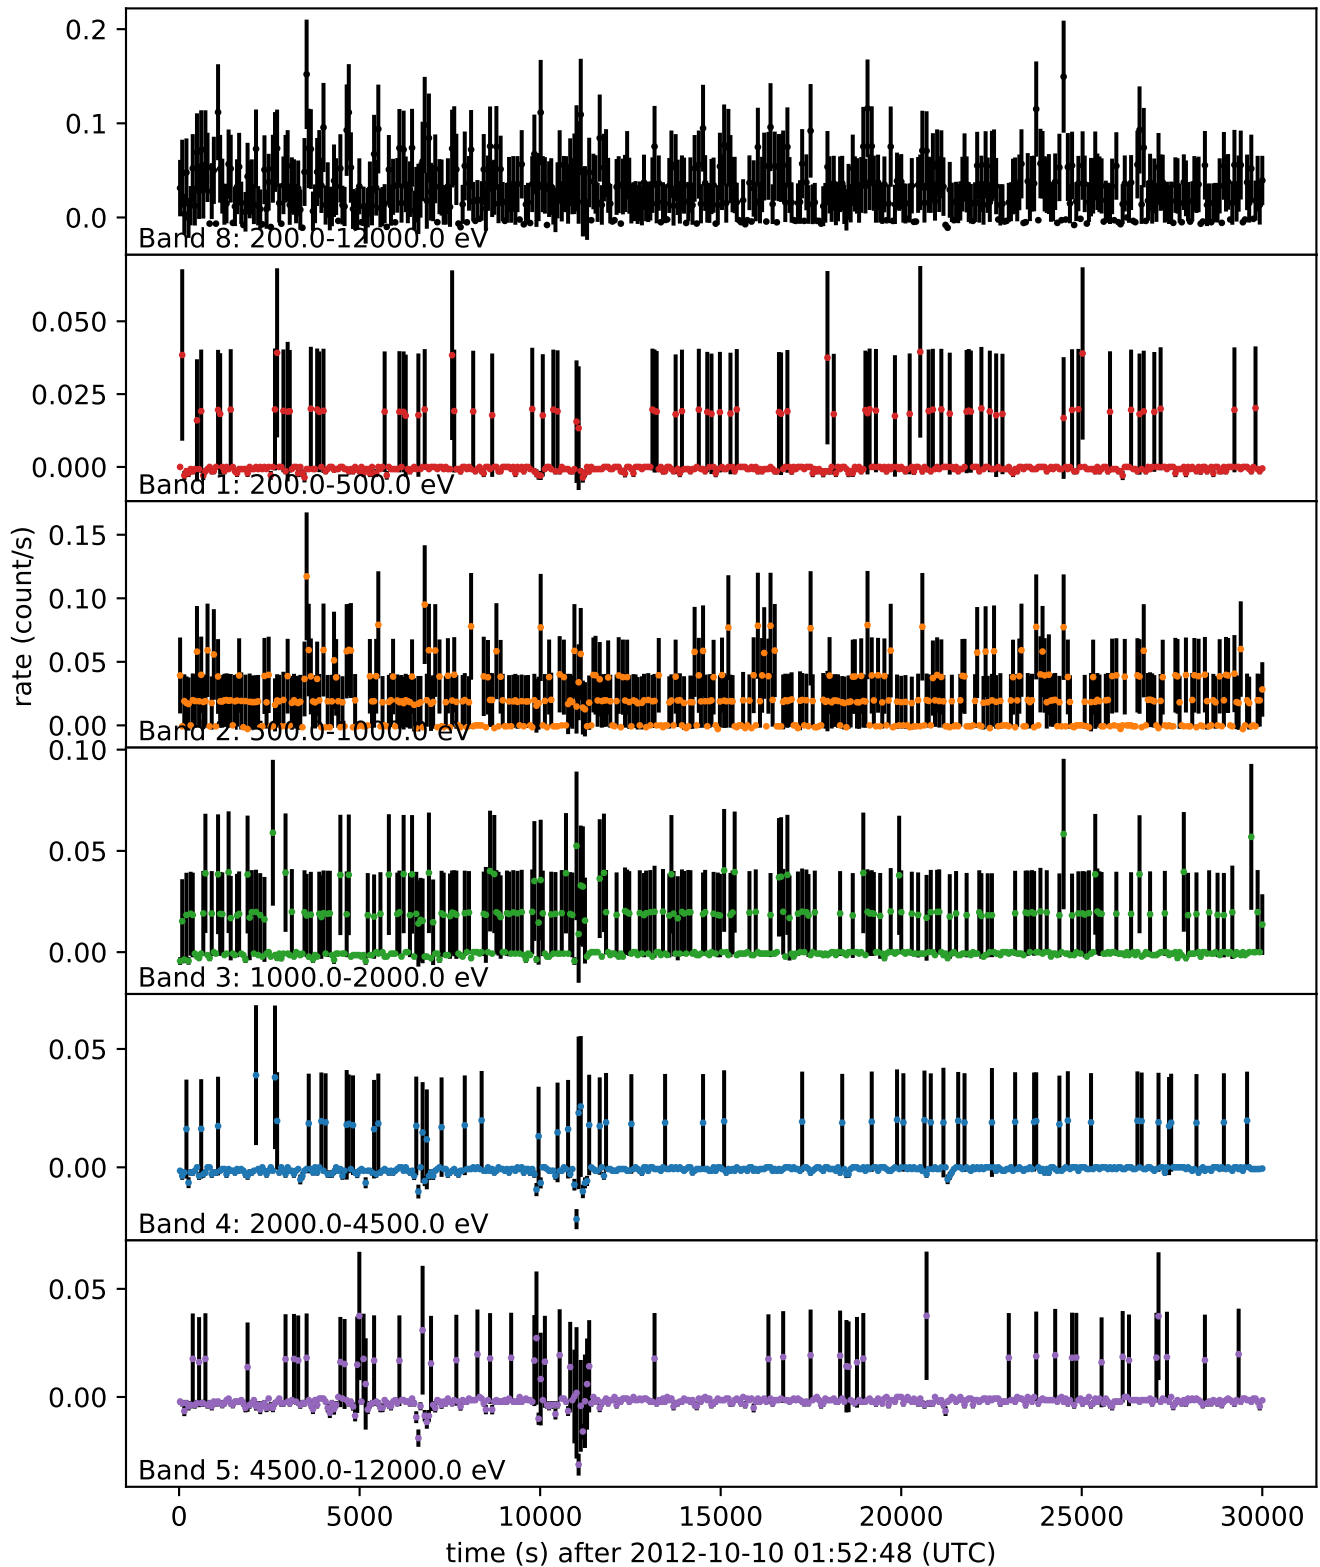 0.2
0.1
0.0
Band 8: 200.0-12000.0 eV
0.050
0.025
0.000
Band 1: 200.0-500.0 eV
rate (count/s)
0.15
0.10
0.05
0.00
Band 2: 500.0-1000.0 eV
0.10
0.05
0.00
Band 3: 1000.0-2000.0 eV
0.05
0.00
Band 4: 2000.0-4500.0 eV
0.05
0.00
Band 5: 4500.0-12000.0 eV
0 5000 10000 15000 20000 25000 30000
time (s) after 2012-10-10 01:52:48 (UTC)